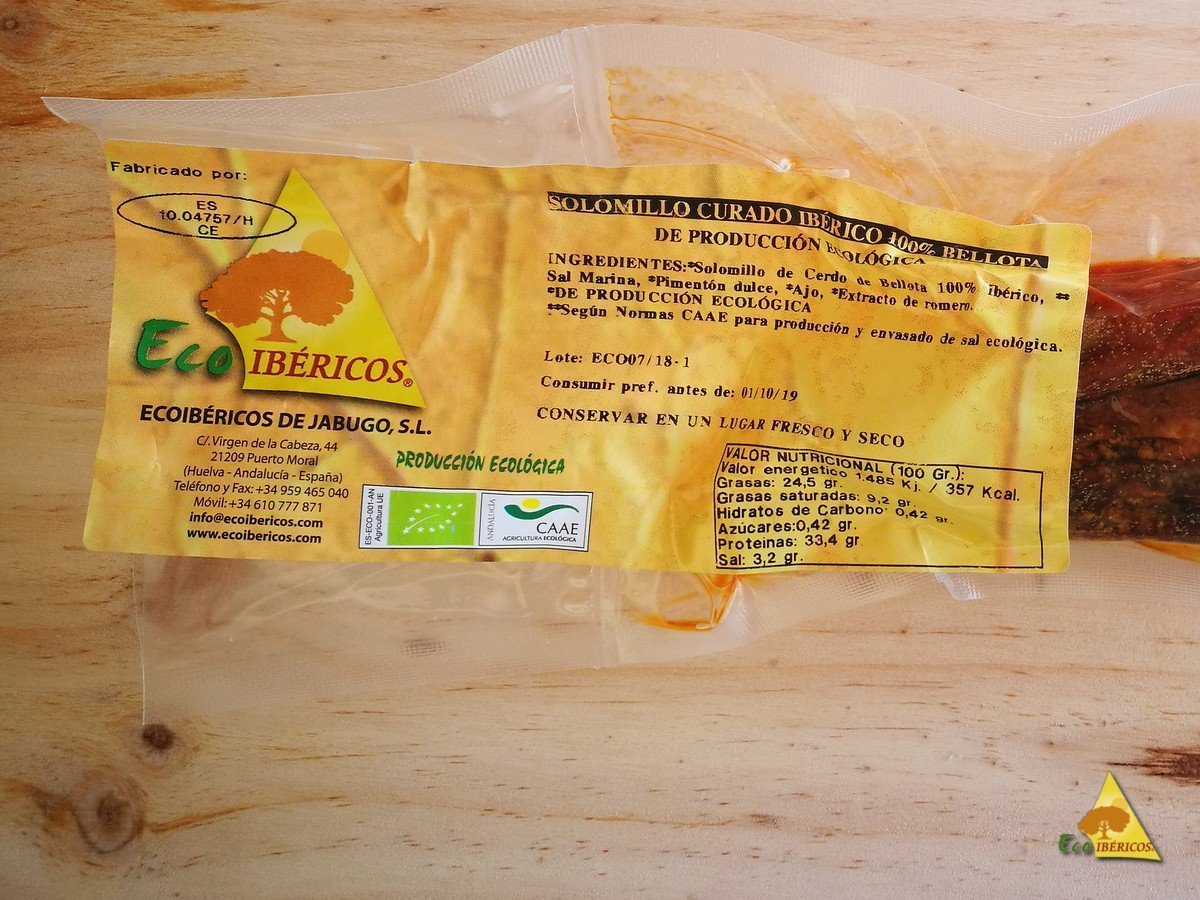 Fabricado por:
ES
10.04757/H
CE
ECO IBÉRICOS®
ECOIBÉRICOS DE JABUGO, S.L.
C/. Virgen de la Cabeza, 44
21209 Puerto Moral
(Huelva - Andalucía - España)
Teléfono y Fax: +34 959 465 040
Móvil: +34 610 777 871
info@ecoibericos.com
www.ecoibericos.com
PRODUCCIÓN ECOLÓGICA
ES-ECO-001-AN
Agricultura UE
ANDALUCÍA
CAAE
AGRICULTURA ECOLÓGICA
SOLOMILLO CURADO IBÉRICO 100% BELLOTA
DE PRODUCCIÓN ECOLÓGICA
INGREDIENTES:*Solomillo de Cerdo de Bellota 100% ibérico, **
Sal Marina, *Pimentón dulce, *Ajo, *Extracto de romero.
*DE PRODUCCIÓN ECOLÓGICA
**Según Normas CAAE para producción y envasado de sal ecológica.
Lote: ECO07/18-1
Consumir pref. antes de: 01/10/19
CONSERVAR EN UN LUGAR FRESCO Y SECO
VALOR NUTRICIONAL (100 Gr.):
Valor energetico 1.485 Kj. / 357 Kcal.
Grasas: 24,5 gr.
Grasas saturadas: 9,2 gr.
Hidratos de Carbono: 0,42 gr.
Azúcares:0,42 gr.
Proteinas: 33,4 gr
Sal: 3,2 gr.
ECO IBÉRICOS